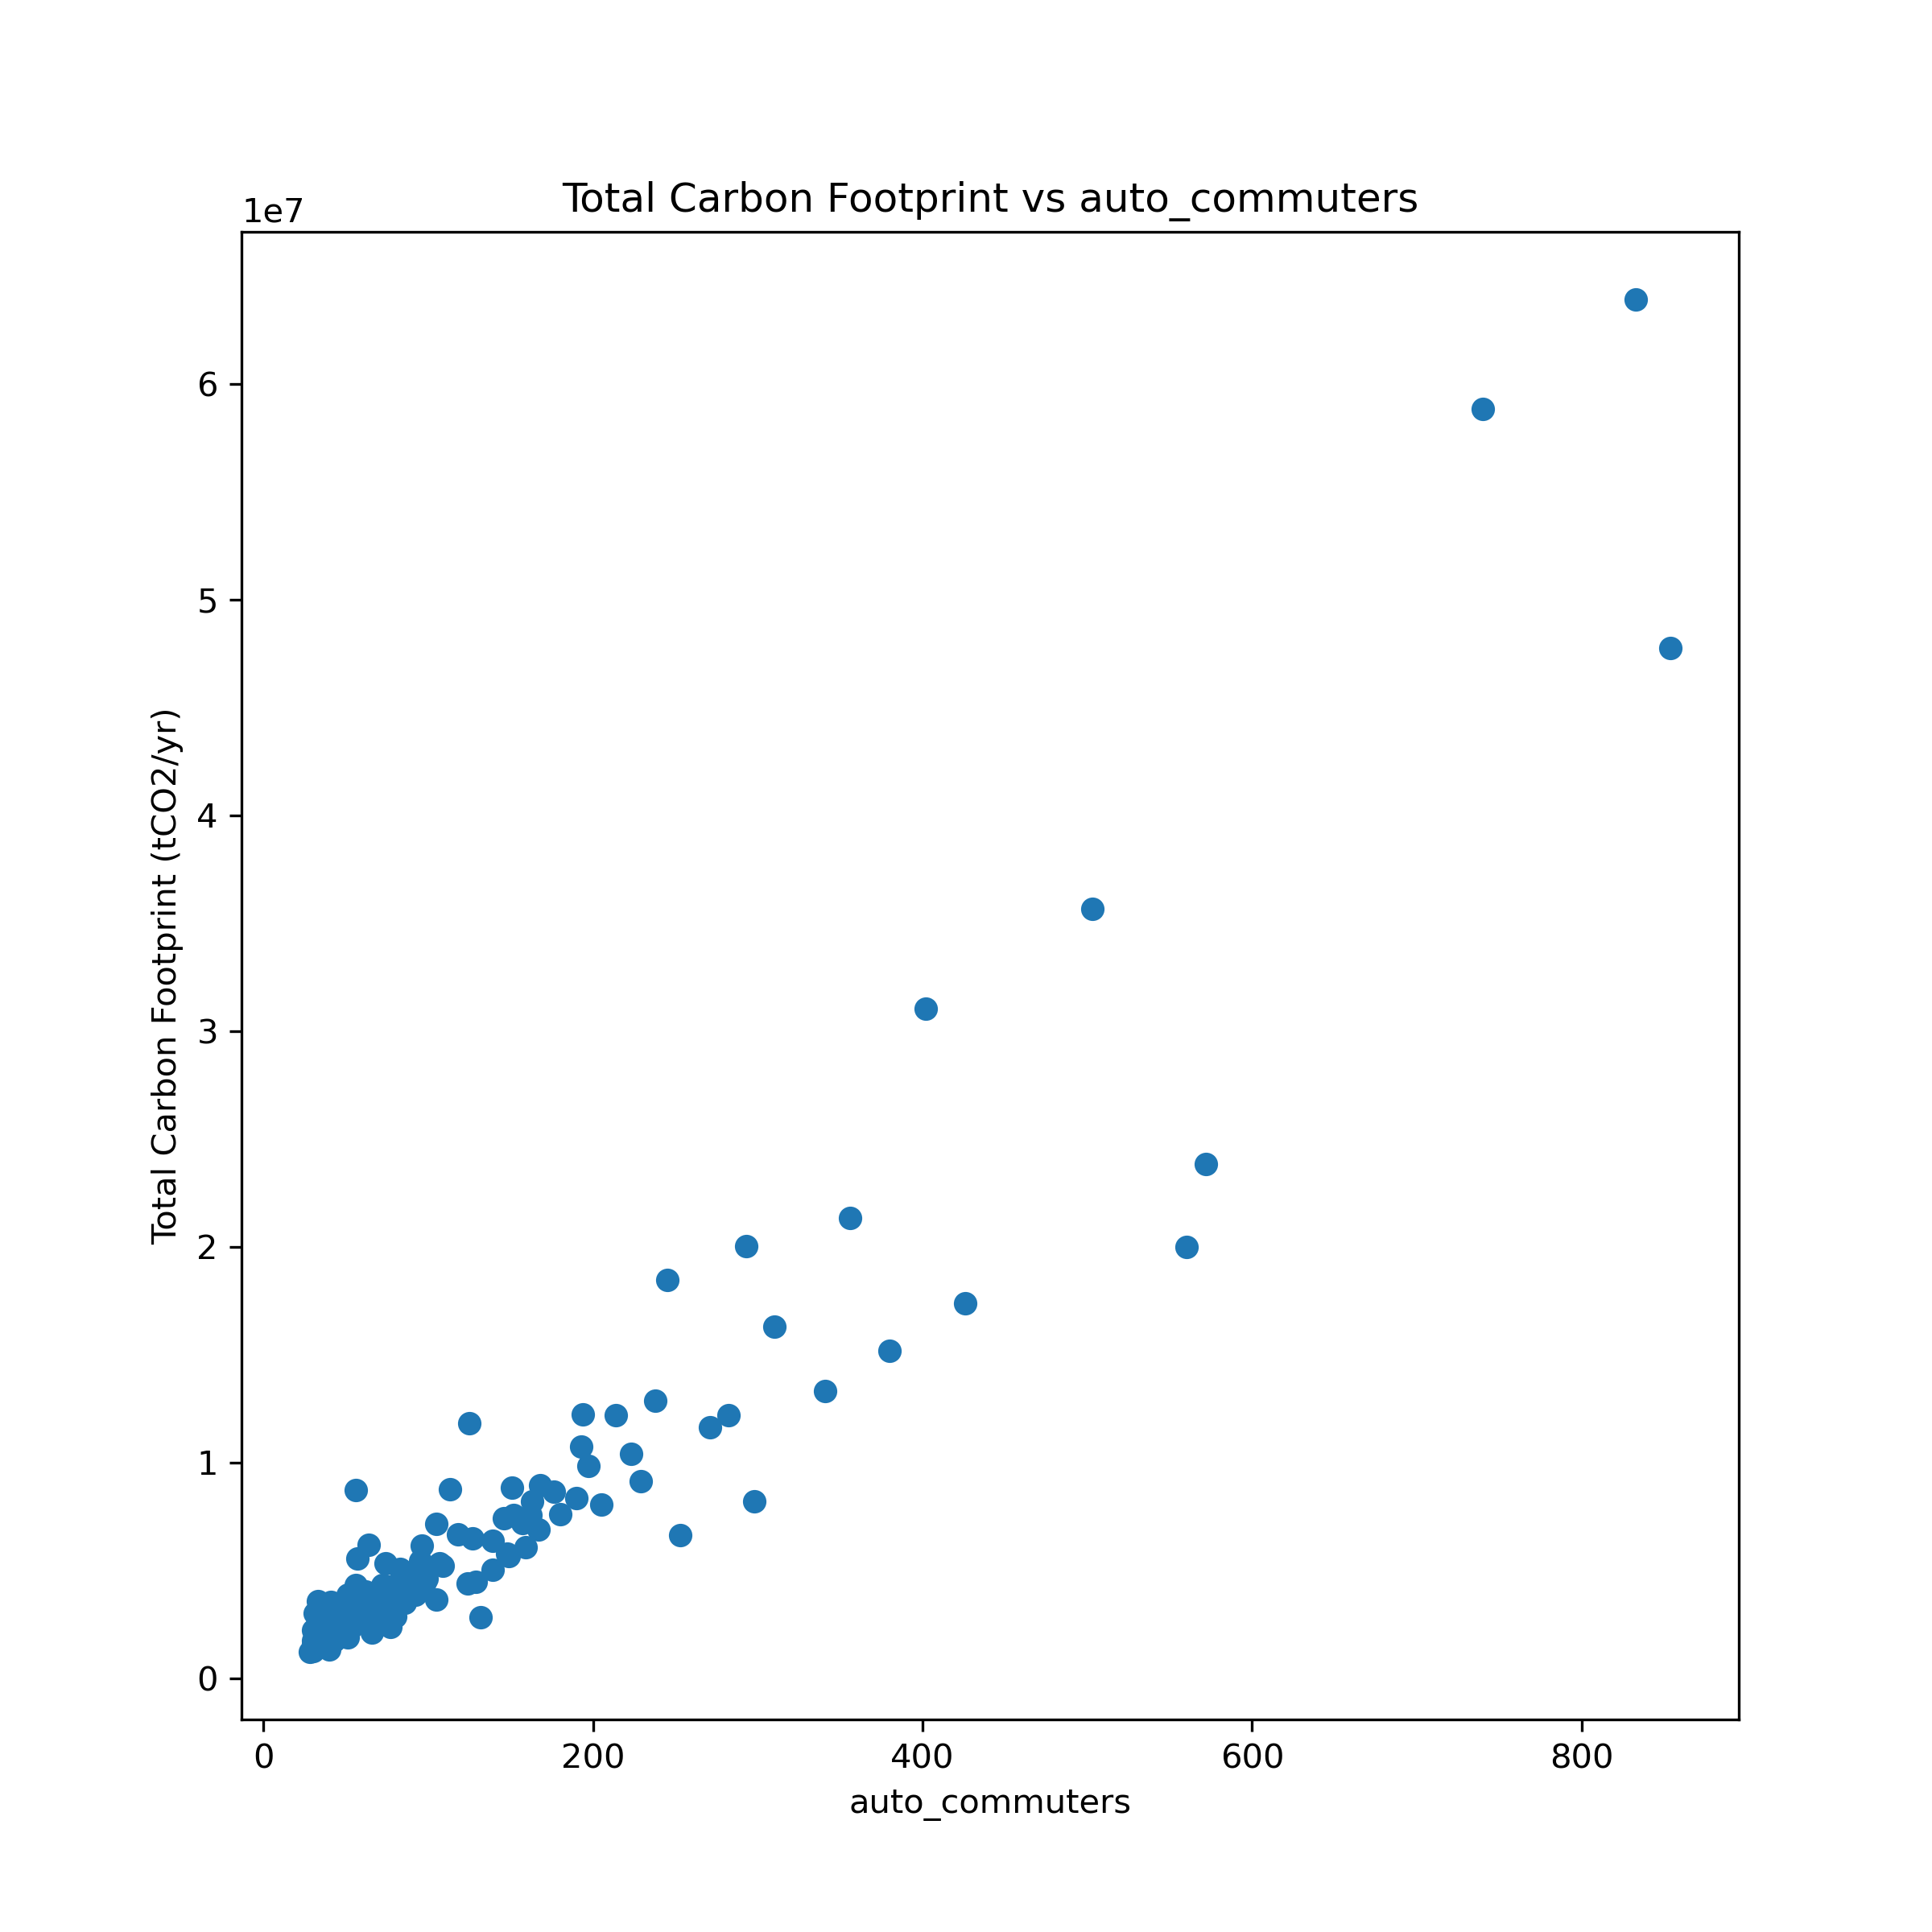 Total Carbon Footprint vs auto_commuters
1e7
6
5
4
3
2
1
0
Total Carbon Footprint (tCO2/yr)
0 200 400 600 800
auto_commuters